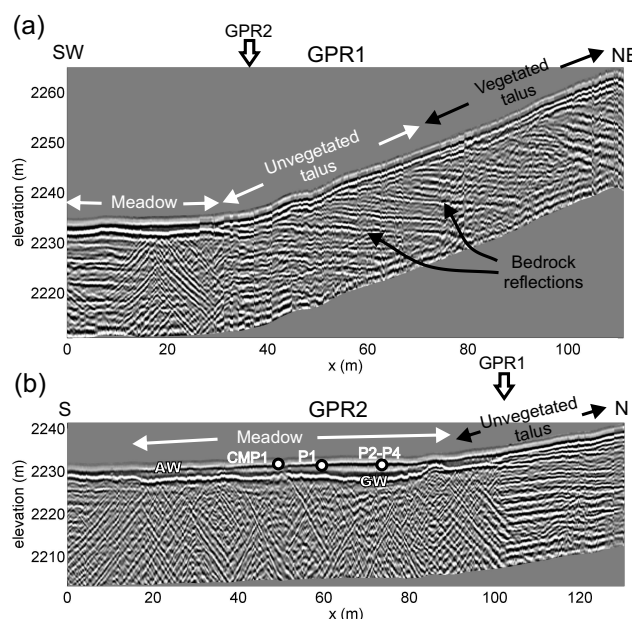 (a)
GPR2
SW
GPR1
NE
Vegetated
talus
Unvegetated
talus
Meadow
Bedrock
reflections
elevation (m)
2260
2250
2240
2230
2220
0
20
40
60
80
100
x (m)
(b)
GPR1
S
GPR2
N
Unvegetated
talus
Meadow
CMP1
P1
P2-P4
AW
GW
elevation (m)
2240
2230
2220
2210
0
20
40
60
80
100
120
x (m)